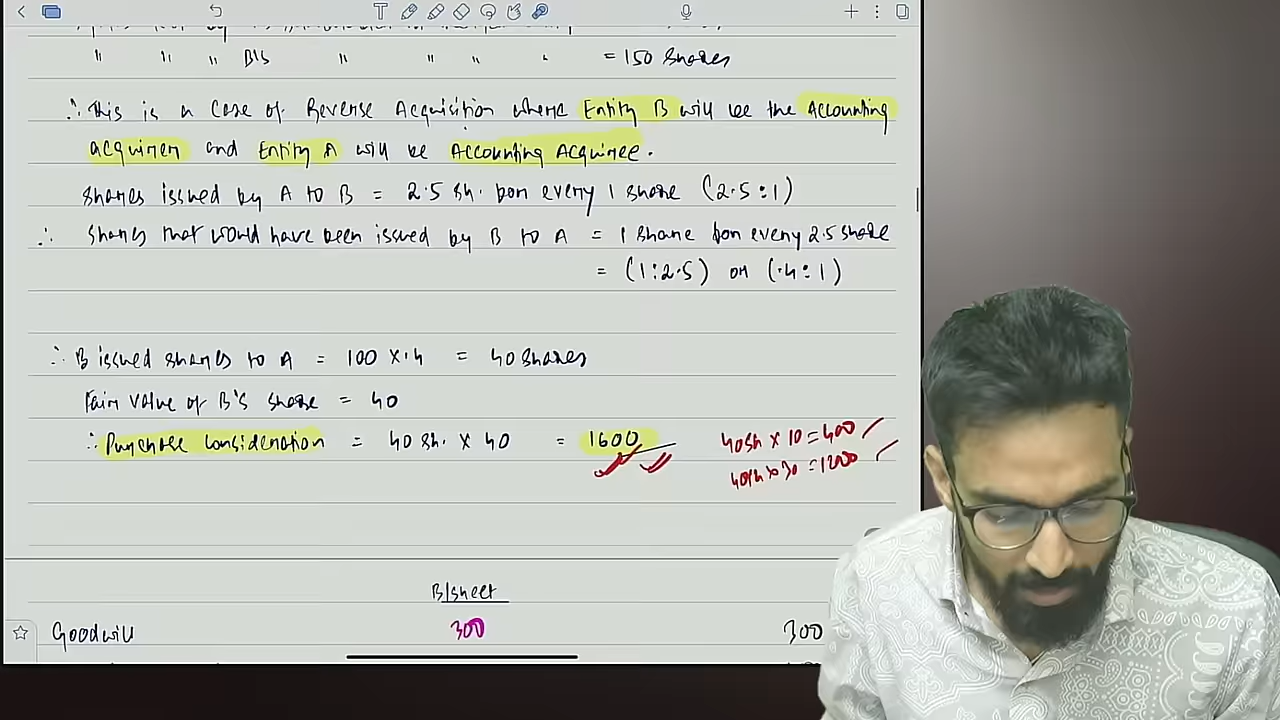 " " " B's " " " " = 150 Shares
∴ This is a case of Reverse Acquisition where Entity B will be the Accounting
acquirer and Entity A will be Accounting Acquiree.
Shares issued by A to B = 2.5 sh. for every 1 share (2.5:1)
∴ Shares that would have been issued by B to A = 1 share for every 2.5 share
= (1:2.5) or (.4:1)
∴ B issued shares to A = 100 × .4 = 40 shares
Fair value of B's share = 40
∴ Purchase Consideration = 40 sh. × 40 = 1600
40sh × 10 = 400
40sh × 30 = 1200
B/sheet
Goodwill 300 300